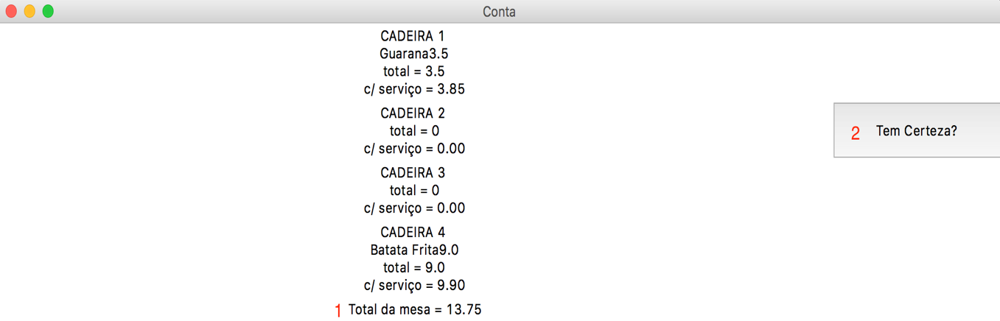 Conta
CADEIRA 1
Guarana3.5
total = 3.5
c/ serviço = 3.85
CADEIRA 2
total = 0
c/ serviço = 0.00
CADEIRA 3
total = 0
c/ serviço = 0.00
CADEIRA 4
Batata Frita9.0
total = 9.0
c/ serviço = 9.90
1 Total da mesa = 13.75
2 Tem Certeza?